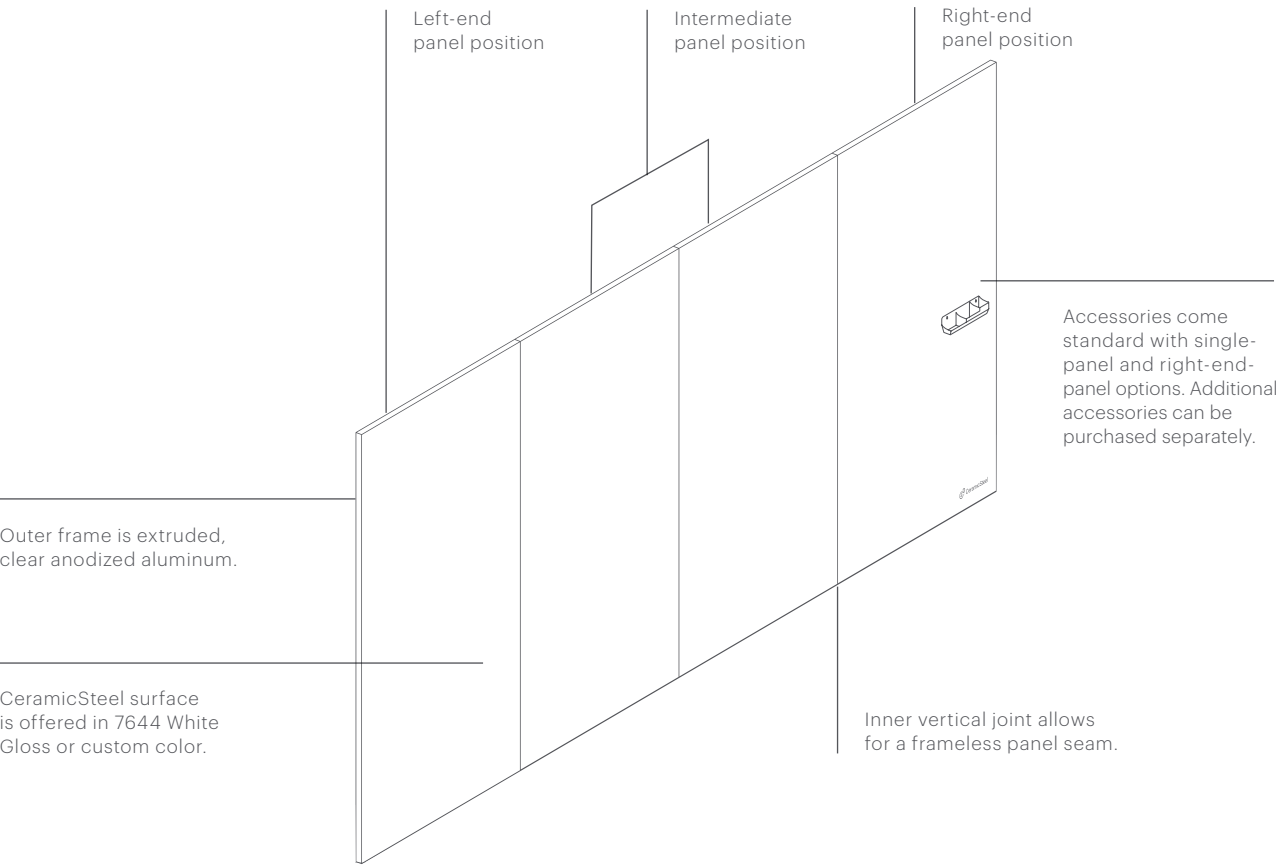 Left-end
panel position
Intermediate
panel position
Right-end
panel position
Accessories come
standard with single-
panel and right-end-
panel options. Additional
accessories can be
purchased separately.
CeramicSteel
Outer frame is extruded,
clear anodized aluminum.
CeramicSteel surface
is offered in 7644 White
Gloss or custom color.
Inner vertical joint allows
for a frameless panel seam.